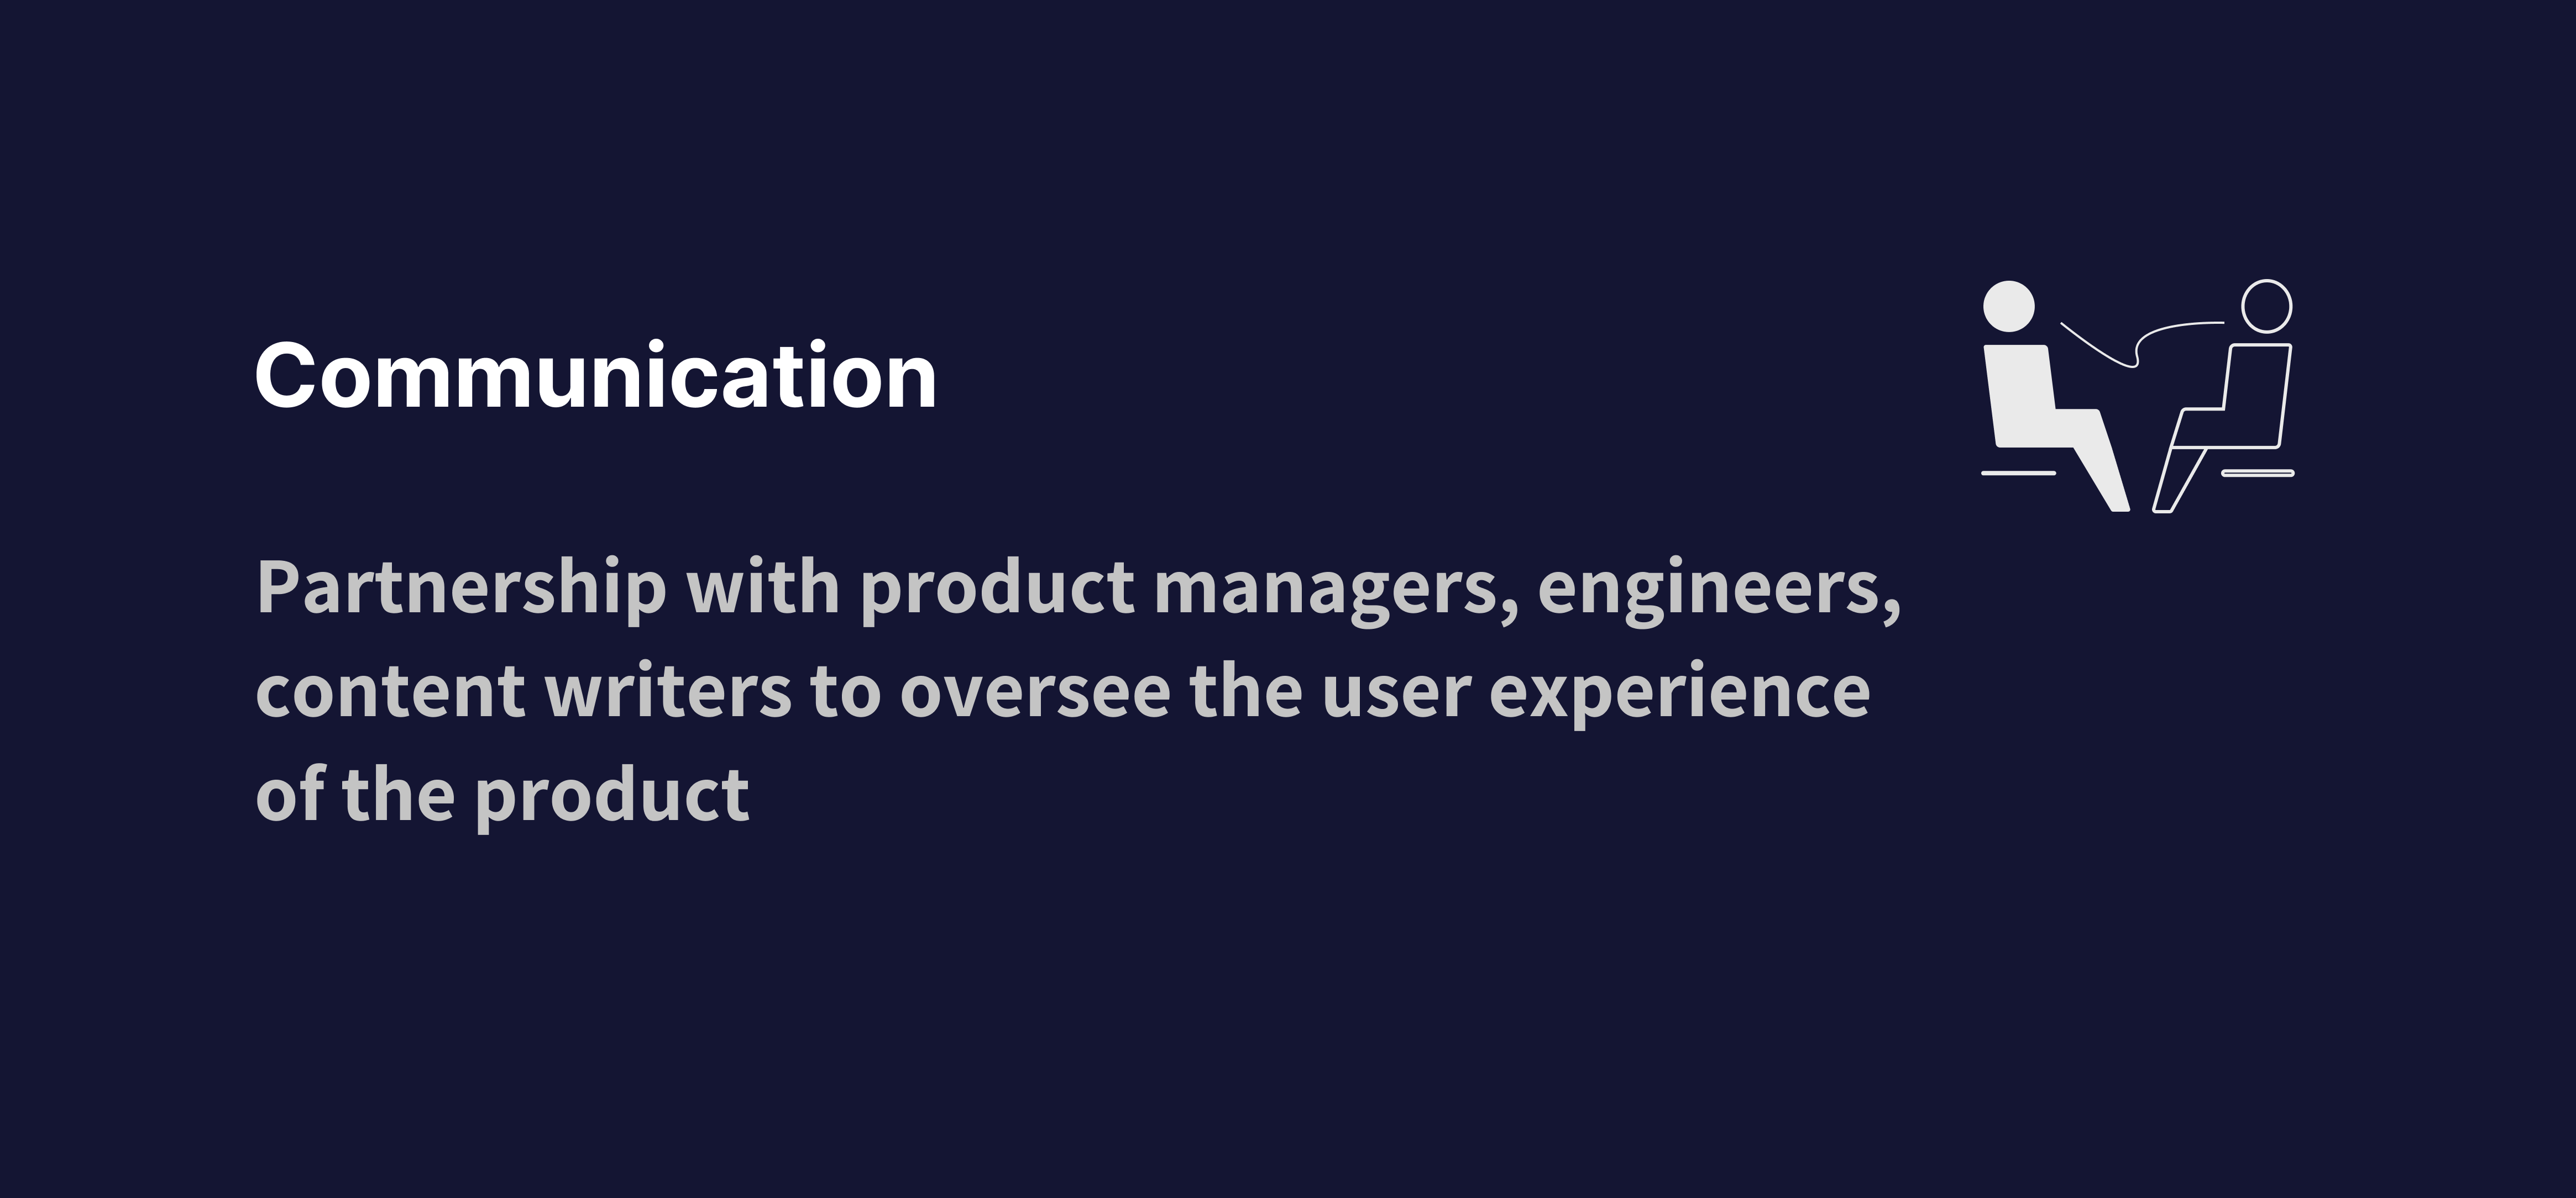 Communication
Partnership with product managers, engineers,
content writers to oversee the user experience
of the product